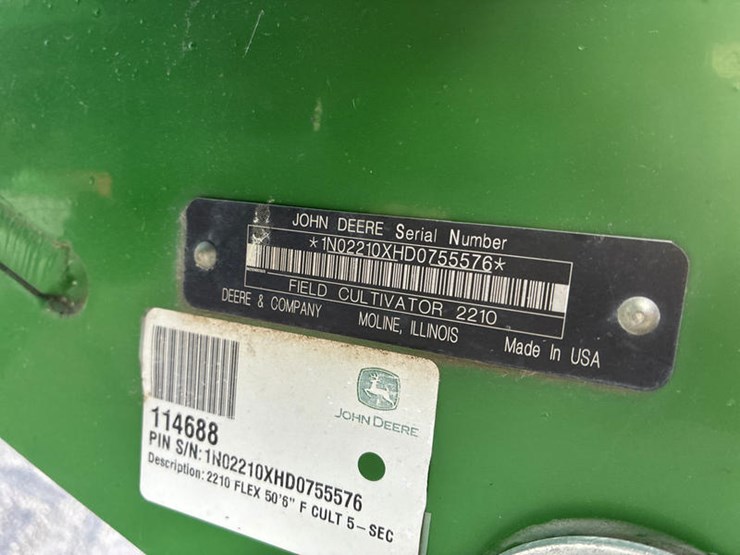 JOHN DEERE Serial Number
*1N02210XHD0755576*
FIELD CULTIVATOR 2210
DEERE & COMPANY MOLINE, ILLINOIS Made In USA
JOHN DEERE
114688
PIN S/N: 1N02210XHD0755576
Description: 2210 FLEX 50'6" F CULT 5-SEC